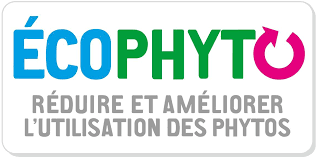 ÉCOPHYTO
RÉDUIRE ET AMÉLIORER
L'UTILISATION DES PHYTOS